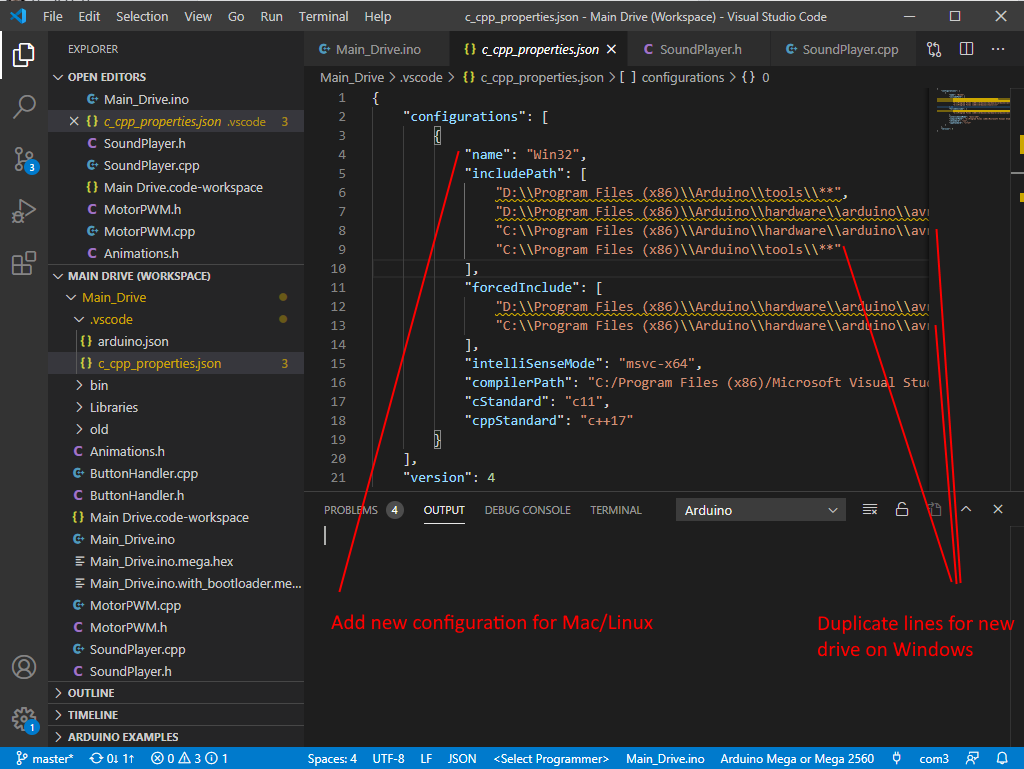 File Edit Selection View Go Run Terminal Help c_cpp_properties.json - Main Drive (Workspace) - Visual Studio Code
EXPLORER
OPEN EDITORS
Main_Drive.ino
c_cpp_properties.json .vscode 3
SoundPlayer.h
SoundPlayer.cpp
Main Drive.code-workspace
MotorPWM.h
MotorPWM.cpp
Animations.h
MAIN DRIVE (WORKSPACE)
Main_Drive
.vscode
arduino.json
c_cpp_properties.json 3
bin
Libraries
old
Animations.h
ButtonHandler.cpp
ButtonHandler.h
Main Drive.code-workspace
Main_Drive.ino
Main_Drive.ino.mega.hex
Main_Drive.ino.with_bootloader.me...
MotorPWM.cpp
MotorPWM.h
SoundPlayer.cpp
SoundPlayer.h
OUTLINE
TIMELINE
ARDUINO EXAMPLES
3
1
Main_Drive.ino c_cpp_properties.json SoundPlayer.h SoundPlayer.cpp
Main_Drive > .vscode > {} c_cpp_properties.json > [ ] configurations > {} 0
1 {
2 "configurations": [
3 {
4 "name": "Win32",
5 "includePath": [
6 "D:\\Program Files (x86)\\Arduino\\tools\\**",
7 "D:\\Program Files (x86)\\Arduino\\hardware\\arduino\\avr
8 "C:\\Program Files (x86)\\Arduino\\hardware\\arduino\\avr
9 "C:\\Program Files (x86)\\Arduino\\tools\\**"
10 ],
11 "forcedInclude": [
12 "D:\\Program Files (x86)\\Arduino\\hardware\\arduino\\avr
13 "C:\\Program Files (x86)\\Arduino\\hardware\\arduino\\avr
14 ],
15 "intelliSenseMode": "msvc-x64",
16 "compilerPath": "C:/Program Files (x86)/Microsoft Visual Stud
17 "cStandard": "c11",
18 "cppStandard": "c++17"
19 }
20 ],
21 "version": 4
PROBLEMS 4 OUTPUT DEBUG CONSOLE TERMINAL Arduino
Add new configuration for Mac/Linux
Duplicate lines for new
drive on Windows
master* 0↓ 1↑ 0 3 1 Spaces: 4 UTF-8 LF JSON <Select Programmer> Main_Drive.ino Arduino Mega or Mega 2560 com3